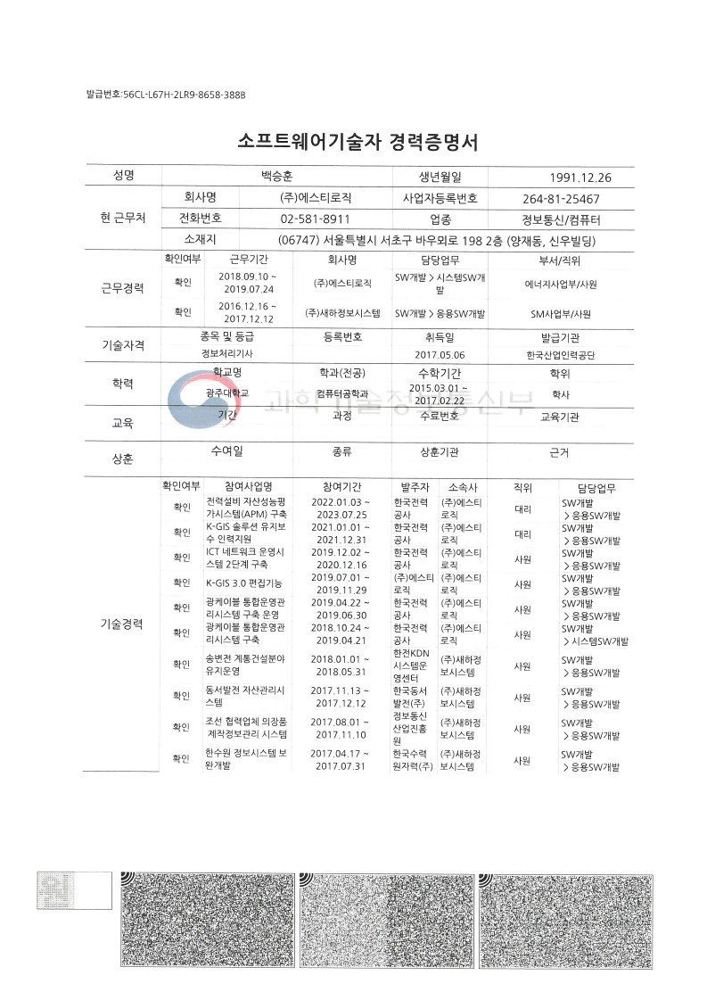 발급번호:56CL-L67H-2LR9-8658-388B
소프트웨어기술자 경력증명서
성명 백승훈 생년월일 1991.12.26
현 근무처 회사명 (주)에스티로직 사업자등록번호 264-81-25467
전화번호 02-581-8911 업종 정보통신/컴퓨터
소재지 (06747) 서울특별시 서초구 바우뫼로 198 2층 (양재동, 신우빌딩)
근무경력 확인여부 근무기간 회사명 담당업무 부서/직위
확인 2018.09.10 ~ 2019.07.24 (주)에스티로직 SW개발 > 시스템SW개발 에너지사업부/사원
확인 2016.12.16 ~ 2017.12.12 (주)새하정보시스템 SW개발 > 응용SW개발 SM사업부/사원
기술자격 종목 및 등급 등록번호 취득일 발급기관
정보처리기사 2017.05.06 한국산업인력공단
학력 학교명 학과(전공) 수학기간 학위
광주대학교 컴퓨터공학과 2015.03.01 ~ 2017.02.22 학사
과학기술정보통신부
교육 기간 과정 수료번호 교육기관
상훈 수여일 종류 상훈기관 근거
기술경력 확인여부 참여사업명 참여기간 발주자 소속사 직위 담당업무
확인 전력설비 자산성능평가시스템(APM) 구축 2022.01.03 ~ 2023.07.25 한국전력공사 (주)에스티로직 대리 SW개발 > 응용SW개발
확인 K-GIS 솔루션 유지보수 인력지원 2021.01.01 ~ 2021.12.31 한국전력공사 (주)에스티로직 대리 SW개발 > 응용SW개발
확인 ICT 네트워크 운영시스템 2단계 구축 2019.12.02 ~ 2020.12.16 한국전력공사 (주)에스티로직 사원 SW개발 > 응용SW개발
확인 K-GIS 3.0 편집기능 2019.07.01 ~ 2019.11.29 (주)에스티로직 (주)에스티로직 사원 SW개발 > 응용SW개발
확인 광케이블 통합운영관리시스템 구축 운영 2019.04.22 ~ 2019.06.30 한국전력공사 (주)에스티로직 사원 SW개발 > 응용SW개발
확인 광케이블 통합운영관리시스템 구축 2018.10.24 ~ 2019.04.21 한국전력공사 (주)에스티로직 사원 SW개발 > 시스템SW개발
확인 송변전 계통건설분야 유지운영 2018.01.01 ~ 2018.05.31 한전KDN시스템운영센터 (주)새하정보시스템 사원 SW개발 > 응용SW개발
확인 동서발전 자산관리시스템 2017.11.13 ~ 2017.12.12 한국동서발전(주) (주)새하정보시스템 사원 SW개발 > 응용SW개발
확인 조선 협력업체 의장품 제작정보관리 시스템 2017.08.01 ~ 2017.11.10 정보통신산업진흥원 (주)새하정보시스템 사원 SW개발 > 응용SW개발
확인 한수원 정보시스템 보완개발 2017.04.17 ~ 2017.07.31 한국수력원자력(주) (주)새하정보시스템 사원 SW개발 > 응용SW개발